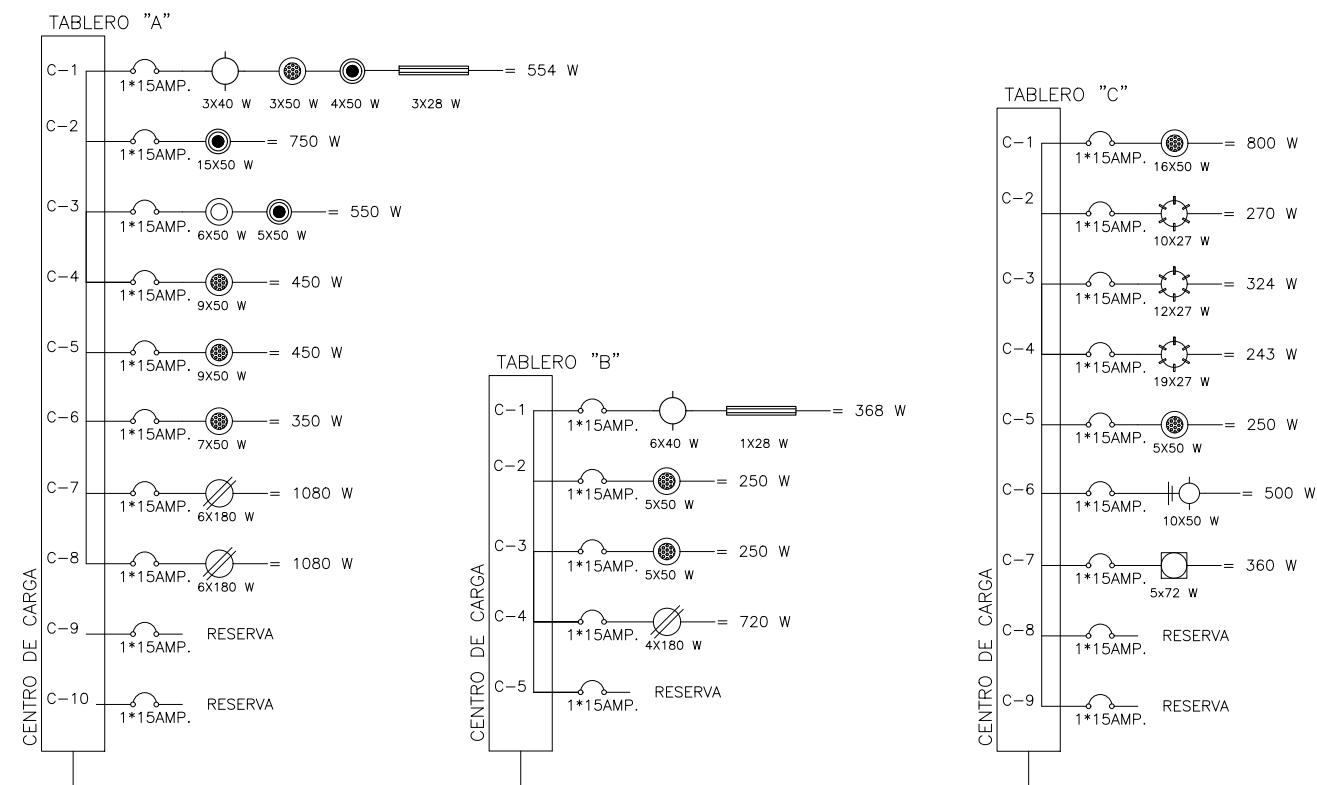 TABLERO "A"
C-1
1*15AMP.
3X40 W
3X50 W
4X50 W
3X28 W
= 554 W
C-2
1*15AMP.
15X50 W
= 750 W
C-3
1*15AMP.
6X50 W
5X50 W
= 550 W
C-4
1*15AMP.
9X50 W
= 450 W
C-5
1*15AMP.
9X50 W
= 450 W
C-6
1*15AMP.
7X50 W
= 350 W
C-7
1*15AMP.
6X180 W
= 1080 W
C-8
1*15AMP.
6X180 W
= 1080 W
C-9
1*15AMP.
RESERVA
C-10
1*15AMP.
RESERVA
CENTRO DE CARGA
TABLERO "B"
C-1
1*15AMP.
6X40 W
1X28 W
= 368 W
C-2
1*15AMP.
5X50 W
= 250 W
C-3
1*15AMP.
5X50 W
= 250 W
C-4
1*15AMP.
4X180 W
= 720 W
C-5
1*15AMP.
RESERVA
CENTRO DE CARGA
TABLERO "C"
C-1
1*15AMP.
16X50 W
= 800 W
C-2
1*15AMP.
10X27 W
= 270 W
C-3
1*15AMP.
12X27 W
= 324 W
C-4
1*15AMP.
19X27 W
= 243 W
C-5
1*15AMP.
5X50 W
= 250 W
C-6
1*15AMP.
10X50 W
= 500 W
C-7
1*15AMP.
5x72 W
= 360 W
C-8
1*15AMP.
RESERVA
C-9
1*15AMP.
RESERVA
CENTRO DE CARGA